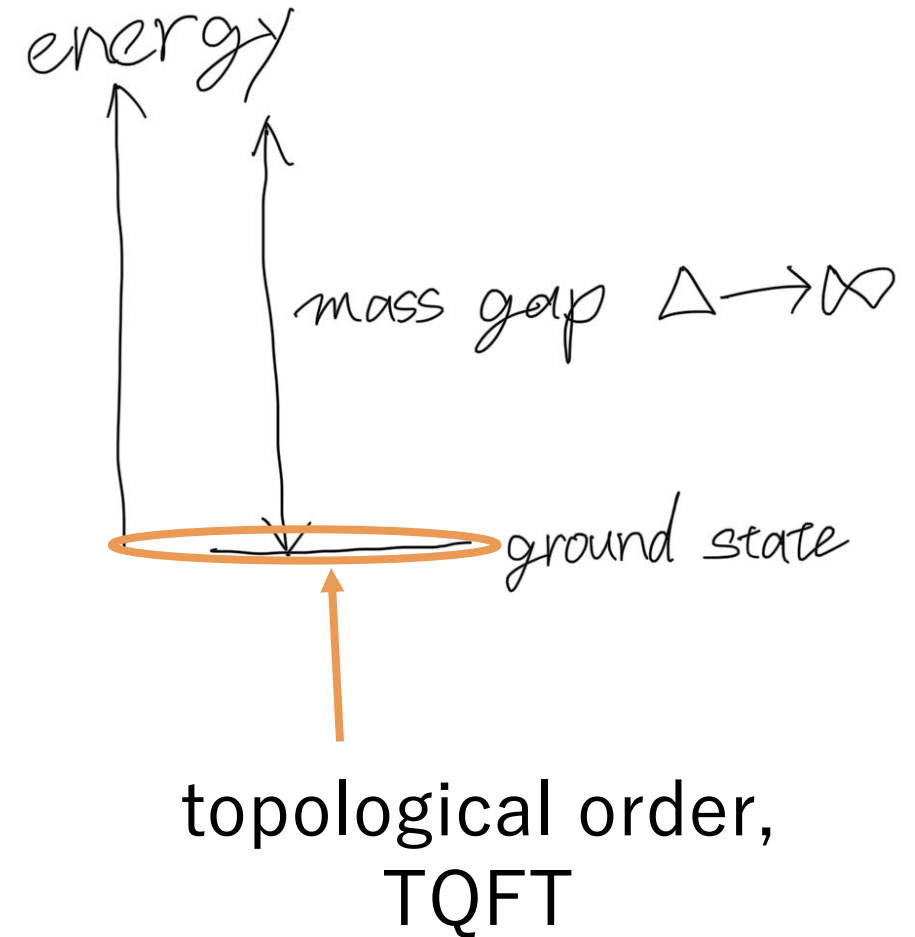 energy
mass gap Δ→∞
ground state
topological order,
TQFT